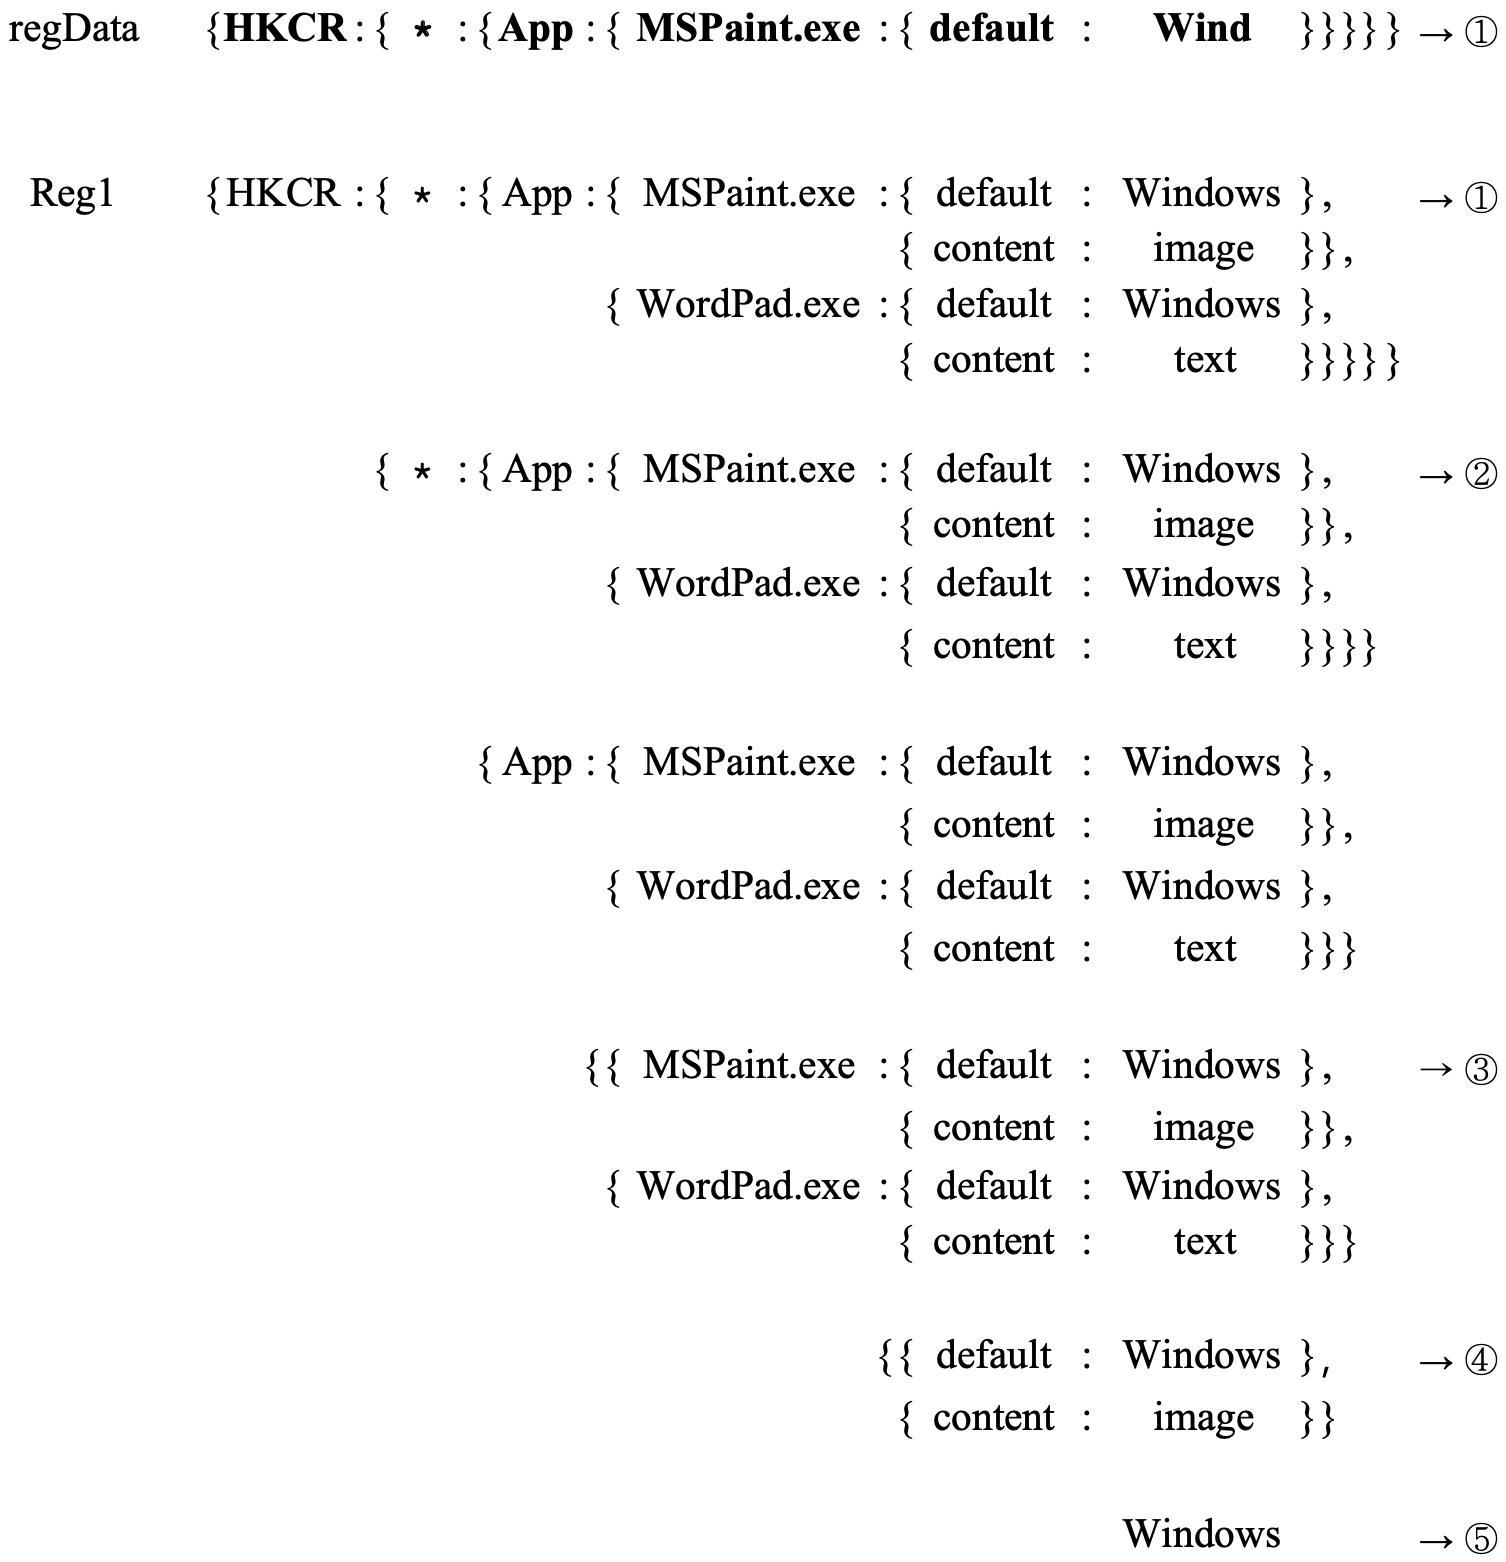 regData {HKCR : { * : { App : { MSPaint.exe : { default : Wind }}}}} → ①
Reg1 {HKCR : { * : { App : { MSPaint.exe : { default : Windows }, → ①
{ content : image }},
{ WordPad.exe : { default : Windows },
{ content : text }}}}}
{ * : { App : { MSPaint.exe : { default : Windows }, → ②
{ content : image }},
{ WordPad.exe : { default : Windows },
{ content : text }}}}
{ App : { MSPaint.exe : { default : Windows },
{ content : image }},
{ WordPad.exe : { default : Windows },
{ content : text }}}
{{ MSPaint.exe : { default : Windows }, → ③
{ content : image }},
{ WordPad.exe : { default : Windows },
{ content : text }}}
{{ default : Windows }, → ④
{ content : image }}
Windows → ⑤